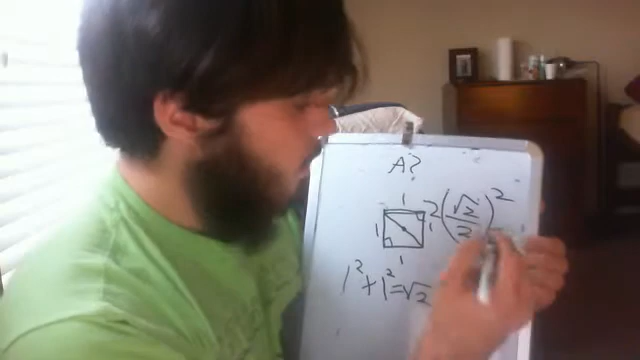 A?
1
1 1
2(√2/2)²
1
1² + 1² = √2